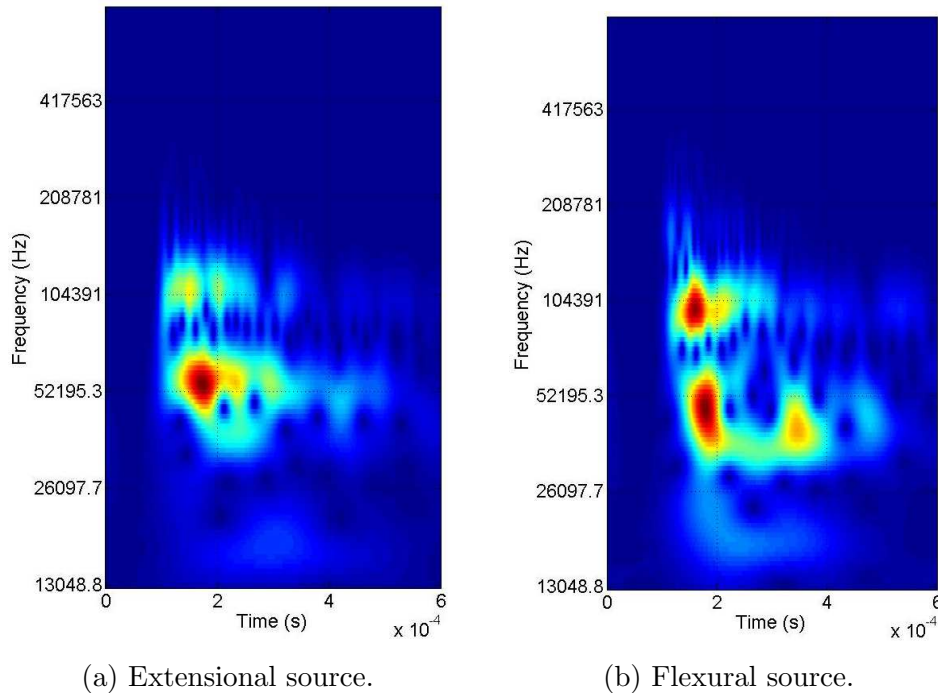 417563
208781
104391
52195.3
26097.7
13048.8
Frequency (Hz)
0 2 4 6
Time (s)
x 10⁻⁴
(a) Extensional source.
417563
208781
104391
52195.3
26097.7
13048.8
Frequency (Hz)
0 2 4 6
Time (s)
x 10⁻⁴
(b) Flexural source.